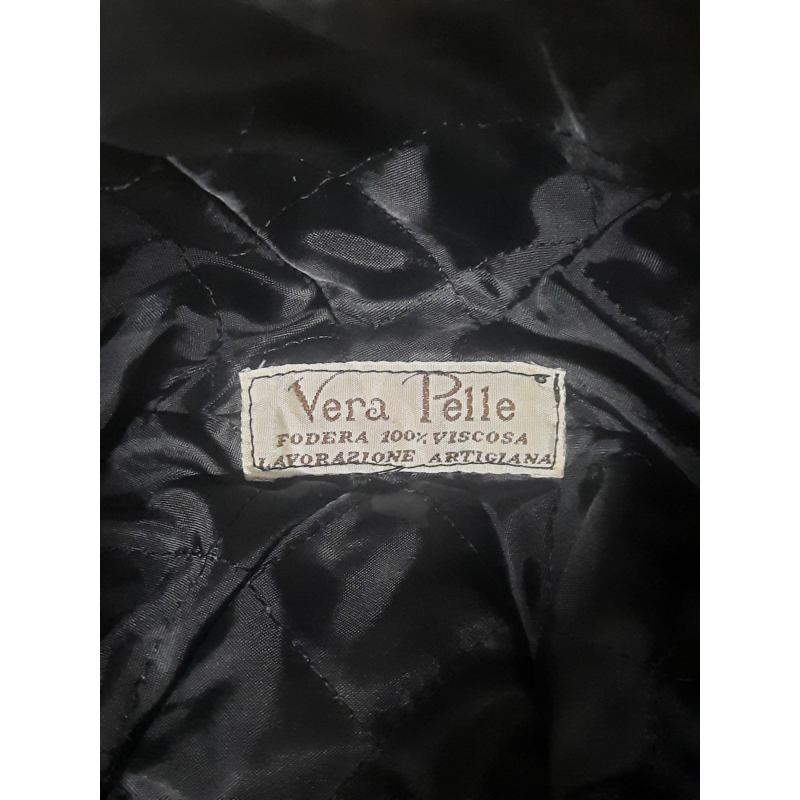 Vera Pelle
FODERA 100% VISCOSA
LAVORAZIONE ARTIGIANA